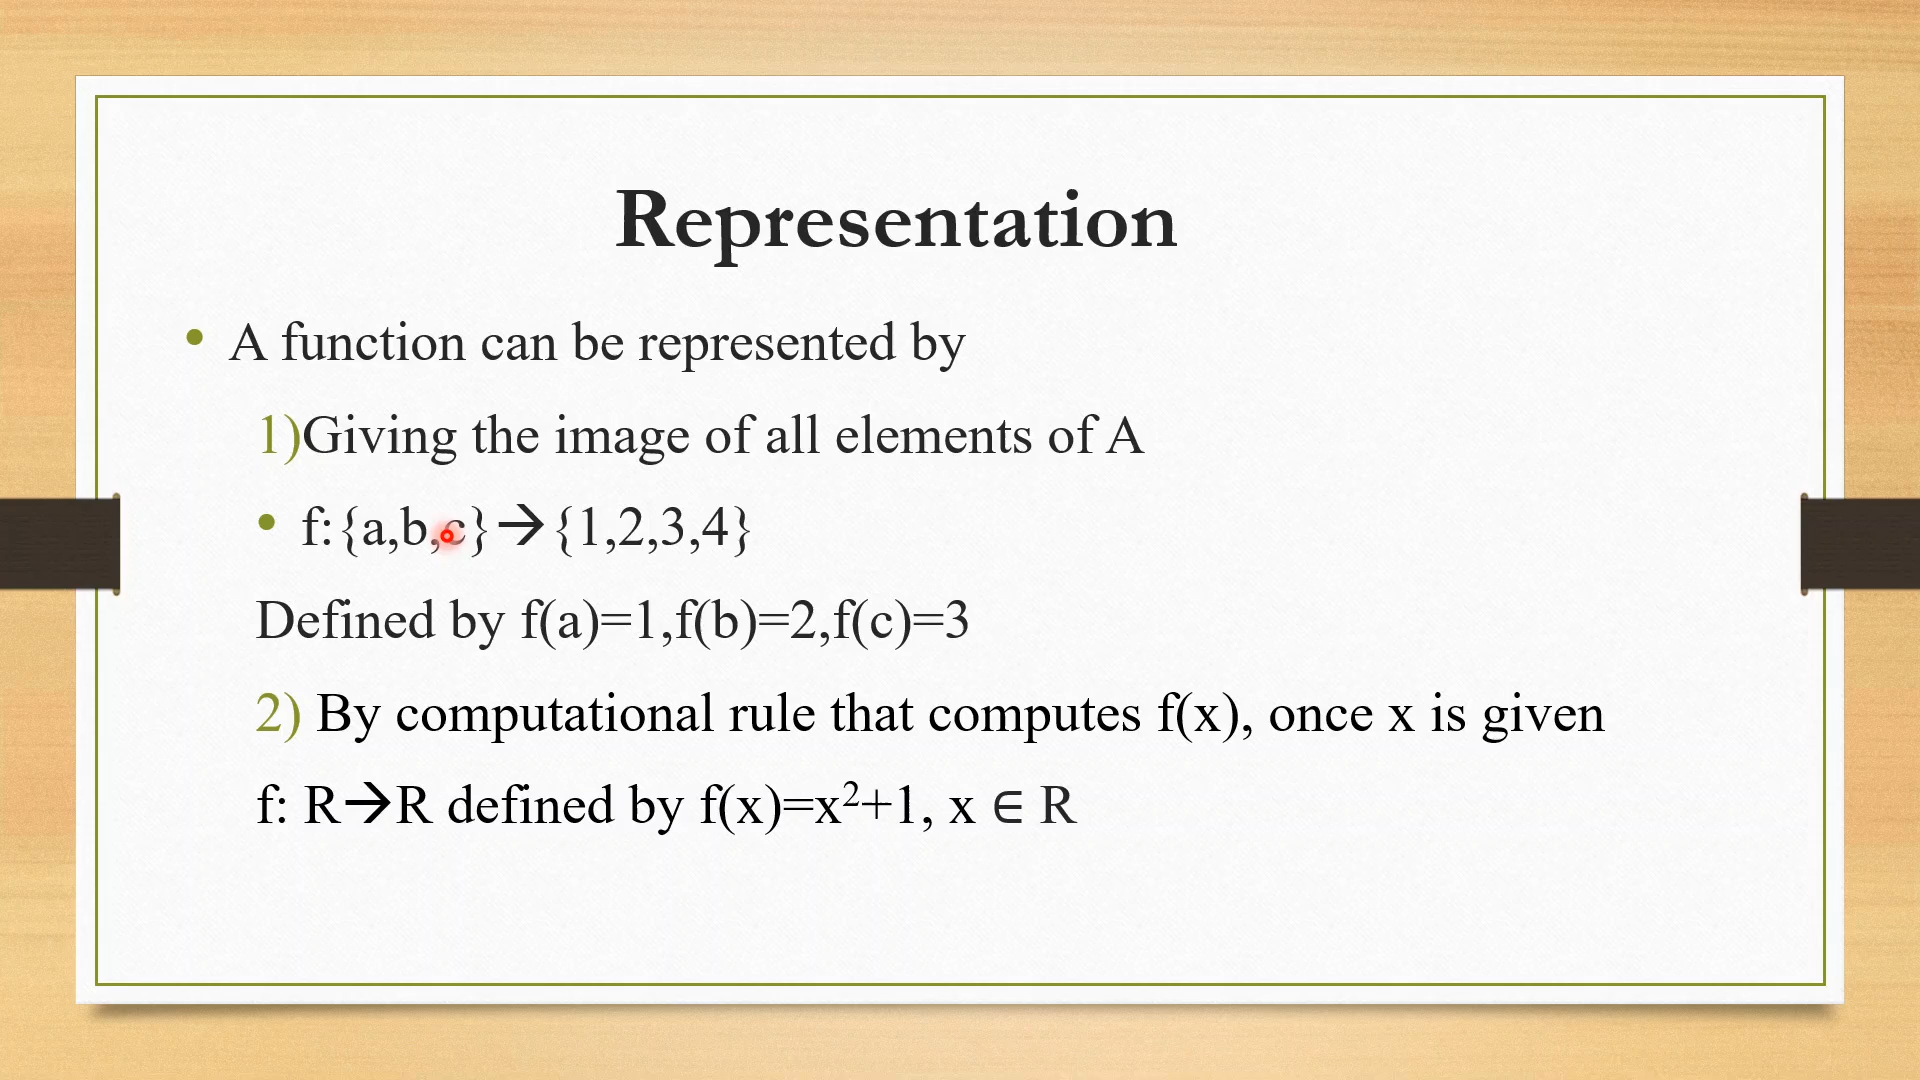 Representation
• A function can be represented by
1)Giving the image of all elements of A
• f:{a,b,c}→{1,2,3,4}
Defined by f(a)=1,f(b)=2,f(c)=3
2) By computational rule that computes f(x), once x is given
f: R→R defined by f(x)=x²+1, x ∈ R